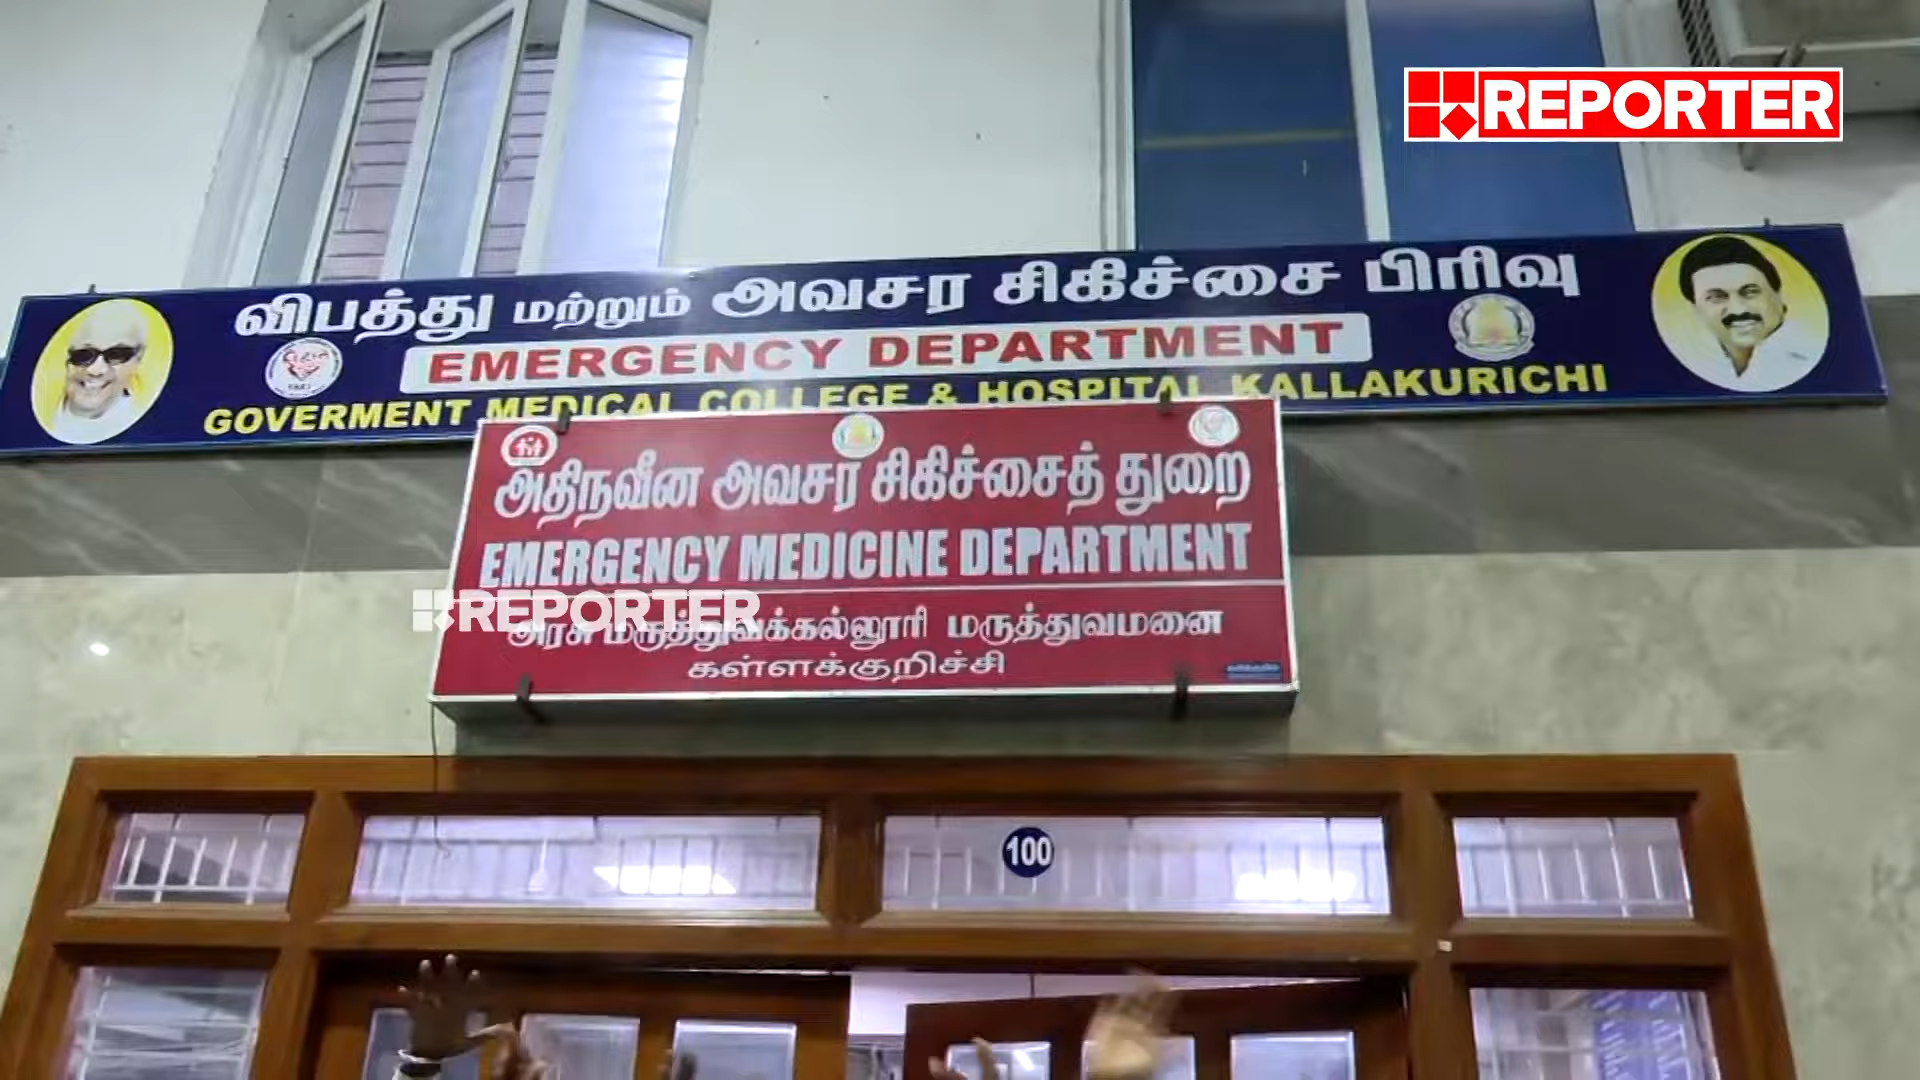 REPORTER
விபத்து மற்றும் அவசர சிகிச்சை பிரிவு
EMERGENCY DEPARTMENT
GOVERMENT MEDICAL COLLEGE & HOSPITAL KALLAKURICHI
அதிநவீன அவசர சிகிச்சைத் துறை
EMERGENCY MEDICINE DEPARTMENT
REPORTER
அரசு மருத்துவக்கல்லூரி மருத்துவமனை
கள்ளக்குறிச்சி
100